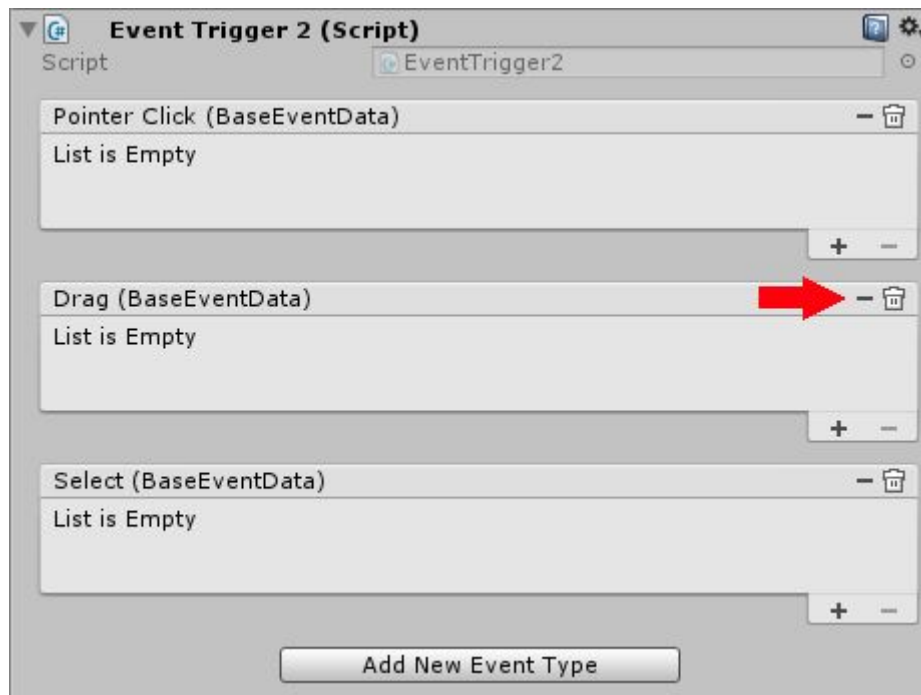 Event Trigger 2 (Script)
Script EventTrigger2
Pointer Click (BaseEventData)
List is Empty
+ −
Drag (BaseEventData)
List is Empty
+ −
Select (BaseEventData)
List is Empty
+ −
Add New Event Type